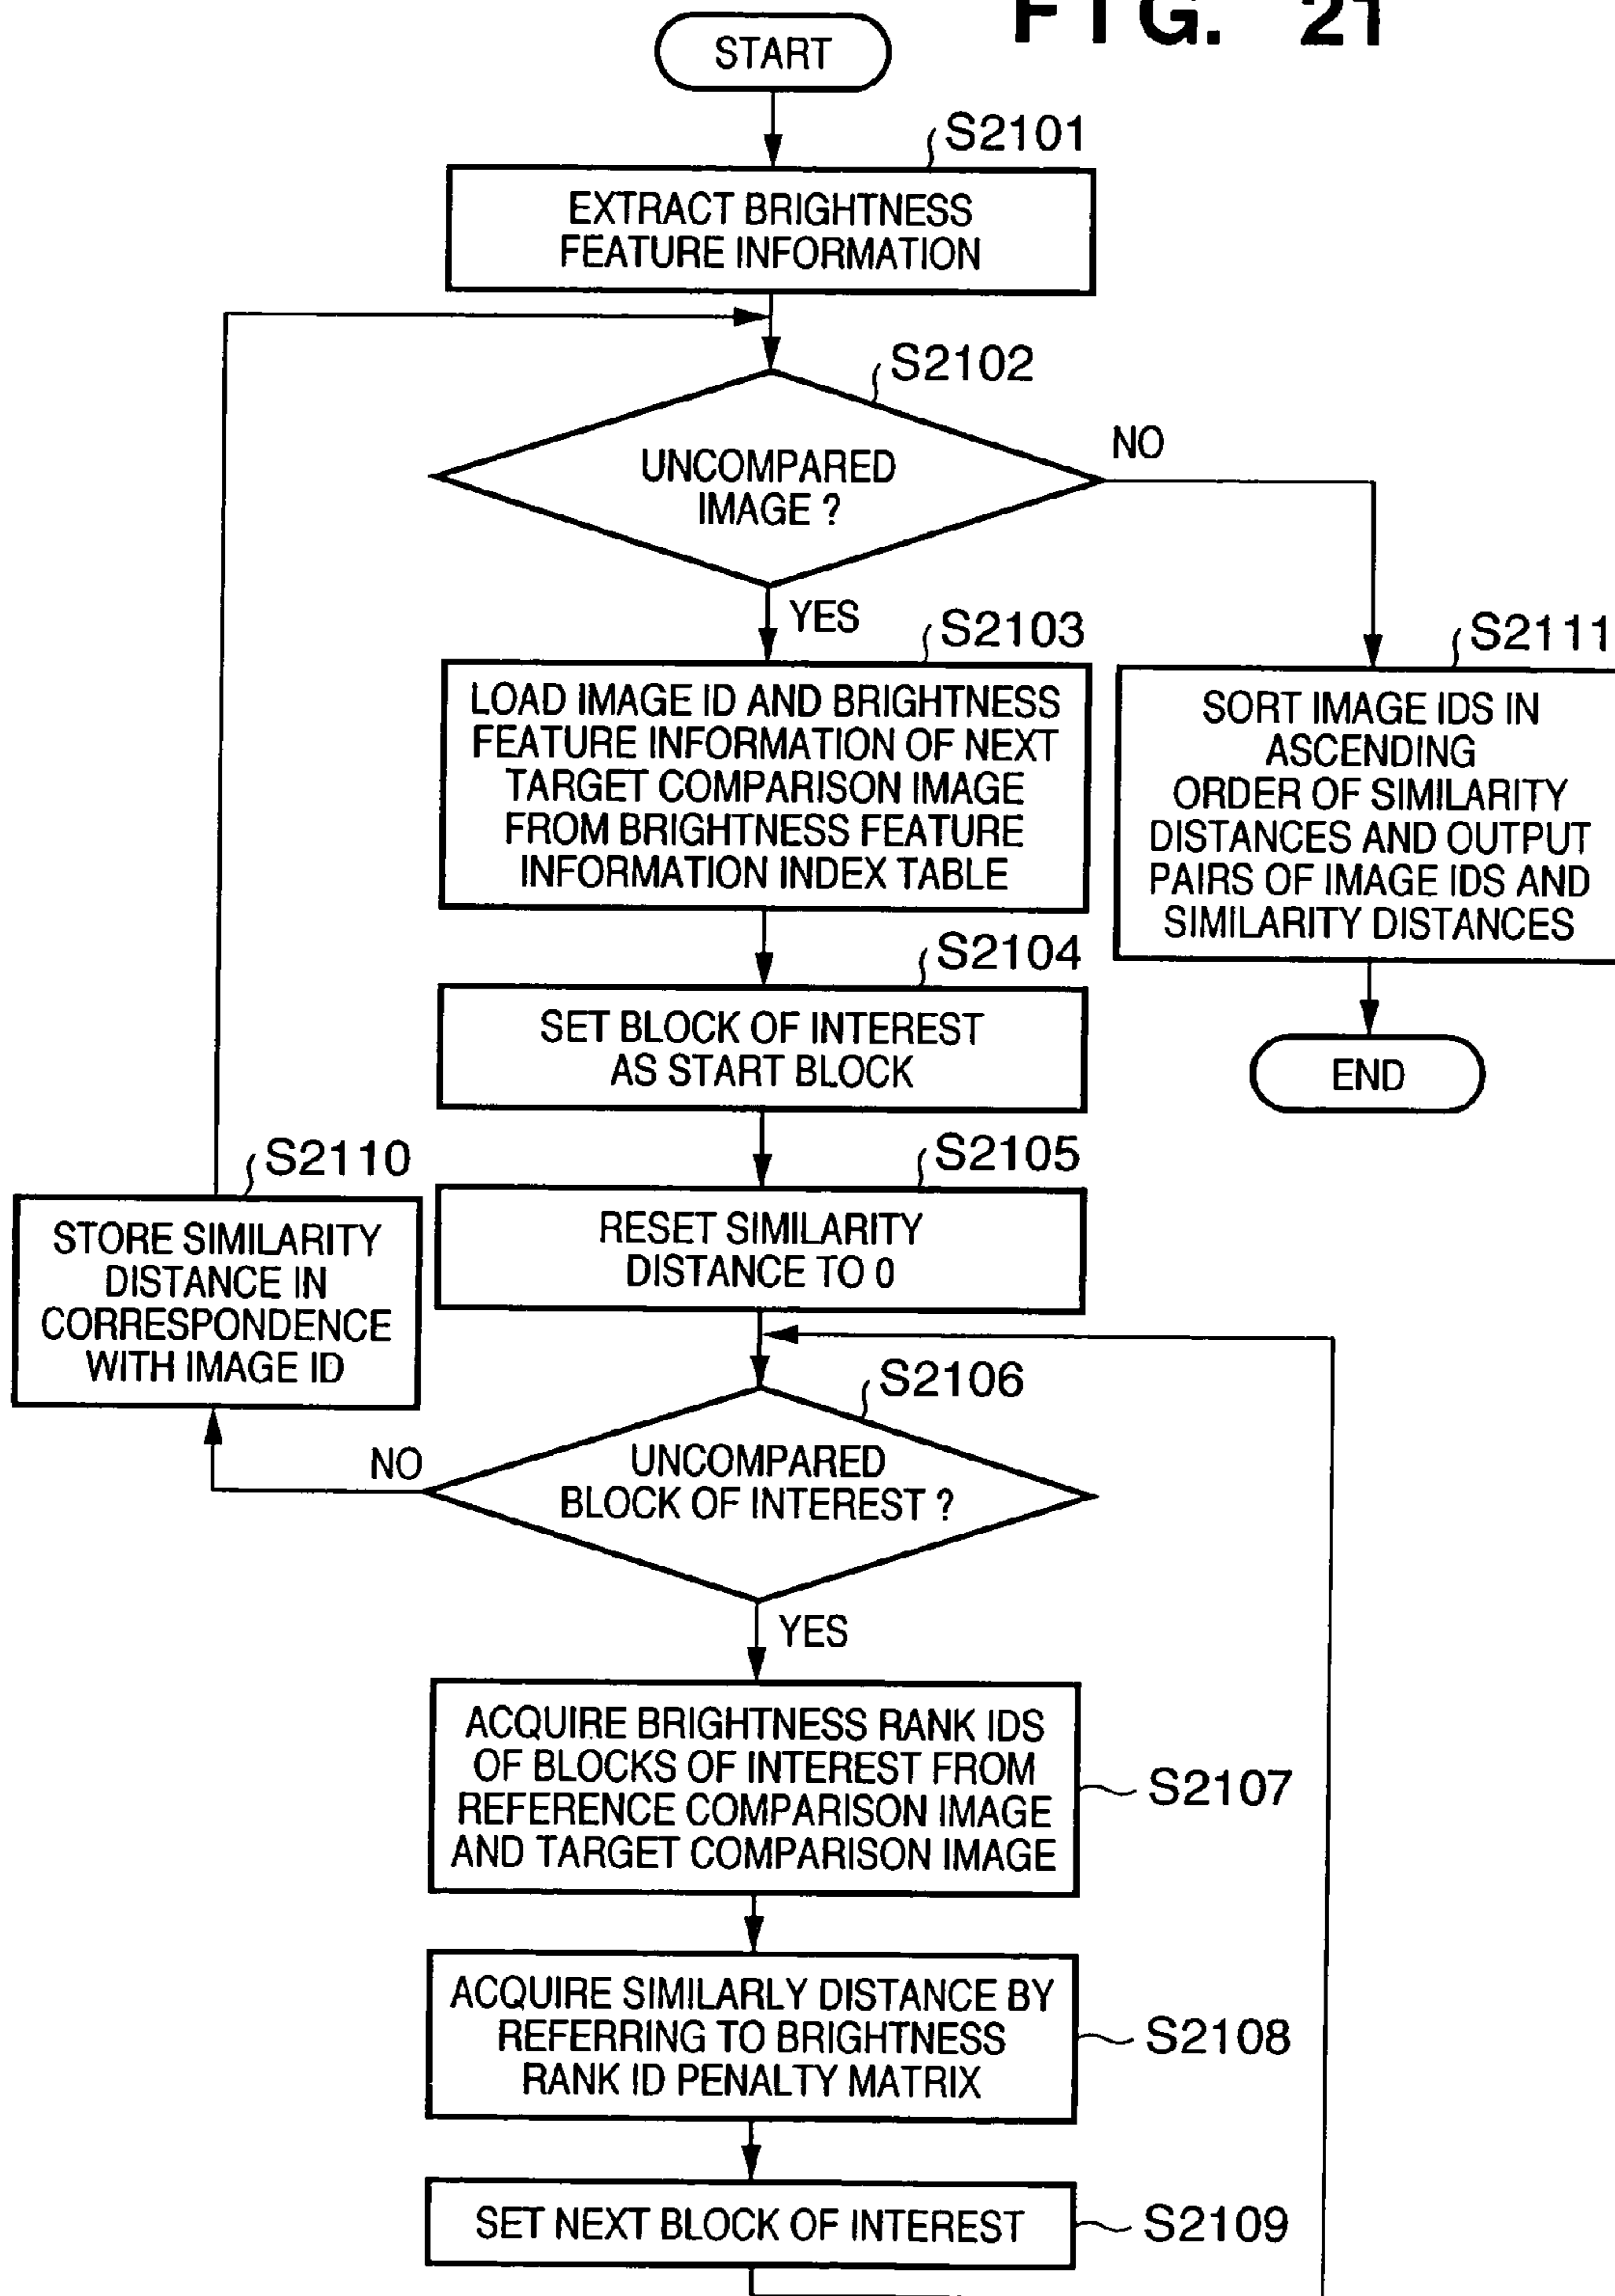 FIG. 21
START
S2101
EXTRACT BRIGHTNESS
FEATURE INFORMATION
S2102
UNCOMPARED
IMAGE ?
NO
YES
S2103
LOAD IMAGE ID AND BRIGHTNESS
FEATURE INFORMATION OF NEXT
TARGET COMPARISON IMAGE
FROM BRIGHTNESS FEATURE
INFORMATION INDEX TABLE
S2111
SORT IMAGE IDS IN
ASCENDING
ORDER OF SIMILARITY
DISTANCES AND OUTPUT
PAIRS OF IMAGE IDS AND
SIMILARITY DISTANCES
S2104
SET BLOCK OF INTEREST
AS START BLOCK
END
S2105
RESET SIMILARITY
DISTANCE TO 0
S2110
STORE SIMILARITY
DISTANCE IN
CORRESPONDENCE
WITH IMAGE ID
S2106
UNCOMPARED
BLOCK OF INTEREST ?
NO
YES
ACQUIRE BRIGHTNESS RANK IDS
OF BLOCKS OF INTEREST FROM
REFERENCE COMPARISON IMAGE
AND TARGET COMPARISON IMAGE
S2107
ACQUIRE SIMILARLY DISTANCE BY
REFERRING TO BRIGHTNESS
RANK ID PENALTY MATRIX
S2108
SET NEXT BLOCK OF INTEREST
S2109